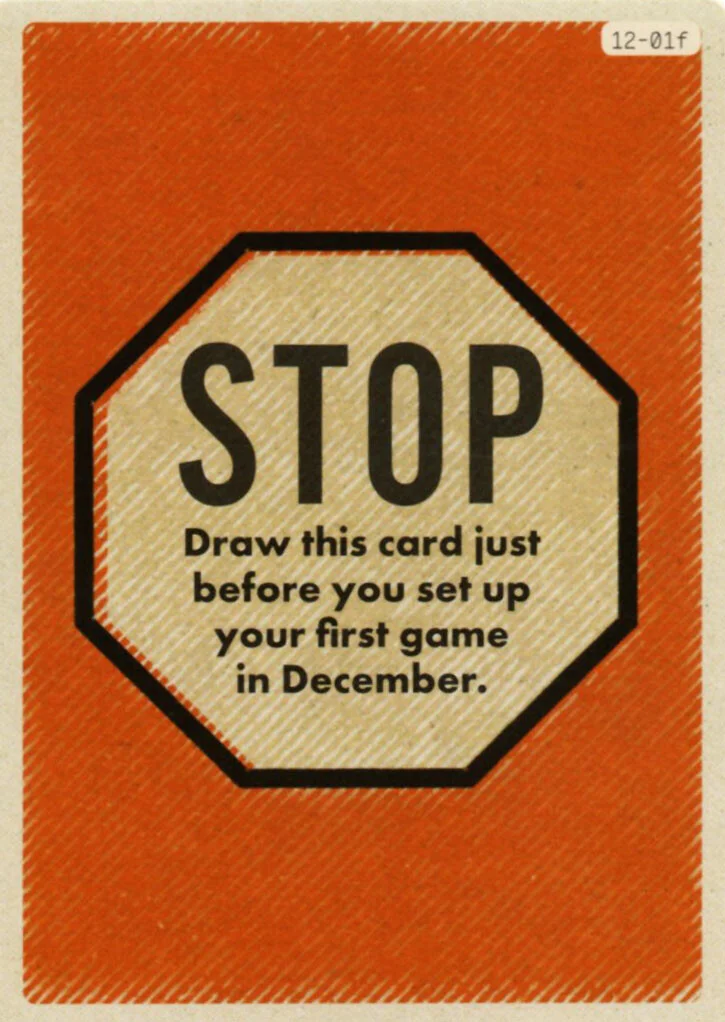 12-01f
STOP
Draw this card just
before you set up
your first game
in December.